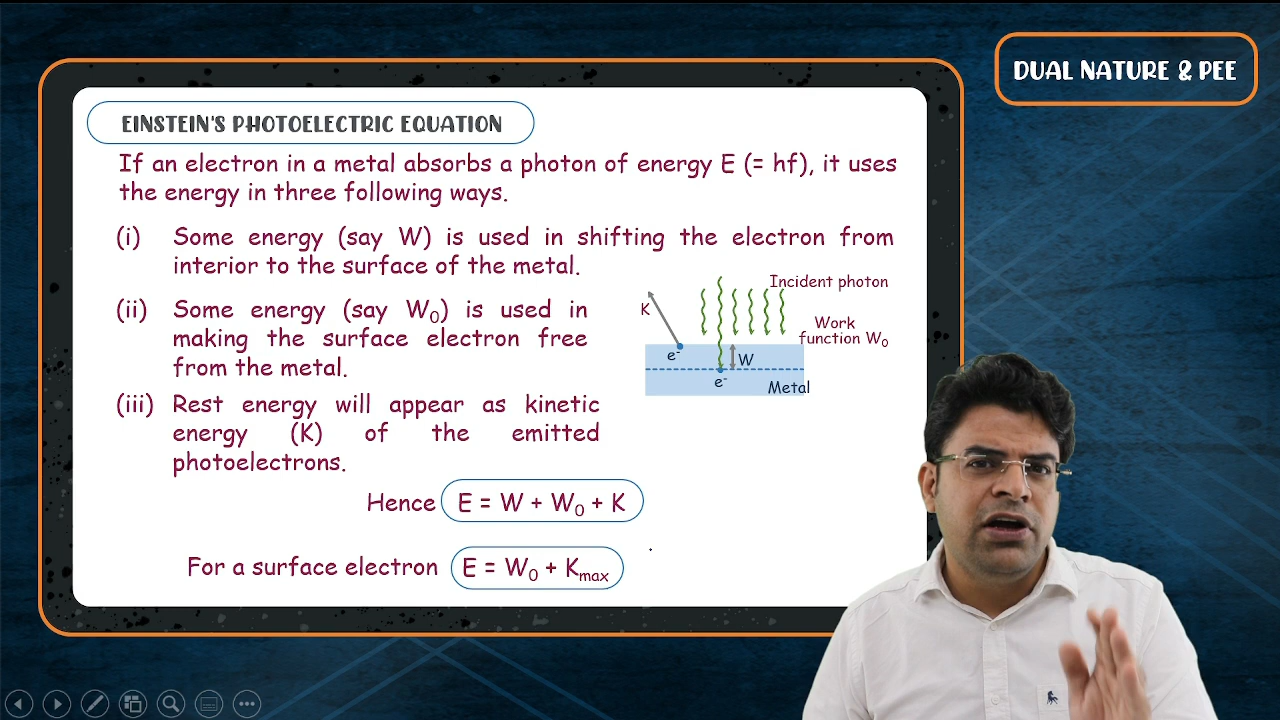 DUAL NATURE & PEE
EINSTEIN'S PHOTOELECTRIC EQUATION
If an electron in a metal absorbs a photon of energy E (= hf), it uses
the energy in three following ways.
(i) Some energy (say W) is used in shifting the electron from
interior to the surface of the metal.
(ii) Some energy (say W₀) is used in
making the surface electron free
from the metal.
(iii) Rest energy will appear as kinetic
energy (K) of the emitted
photoelectrons.
Incident photon
K
Work
function W₀
e⁻
W
e⁻
Metal
Hence E = W + W₀ + K
For a surface electron E = W₀ + Kmax